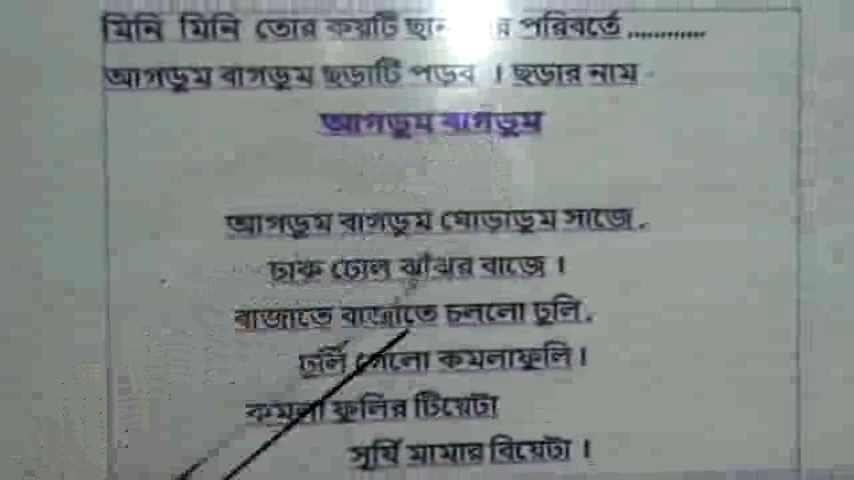 মিনি মিনি তোর কয়টি পরিবর্তে ............
আগডুম বাগডুম ছড়াটি পড়ব । ছড়ার নাম -
আগডুম বাগডুম
আগডুম বাগডুম ঘোড়াডুম সাজে ,
ঢাক ঢোল ঝাঁঝর বাজে ।
বাজাতে বাজাতে চললো ঢুলি ,
ঢুলি গেলো কমলাফুলি ।
কমলা ফুলির টিয়েটা
সূর্যি মামার বিয়েটা ।